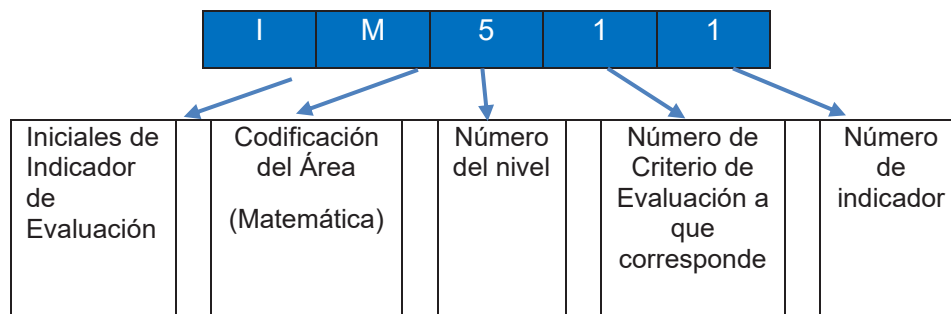 I M 5 1 1
Iniciales de
Indicador
de
Evaluación
Codificación
del Área
(Matemática)
Número
del nivel
Número de
Criterio de
Evaluación a
que
corresponde
Número
de
indicador